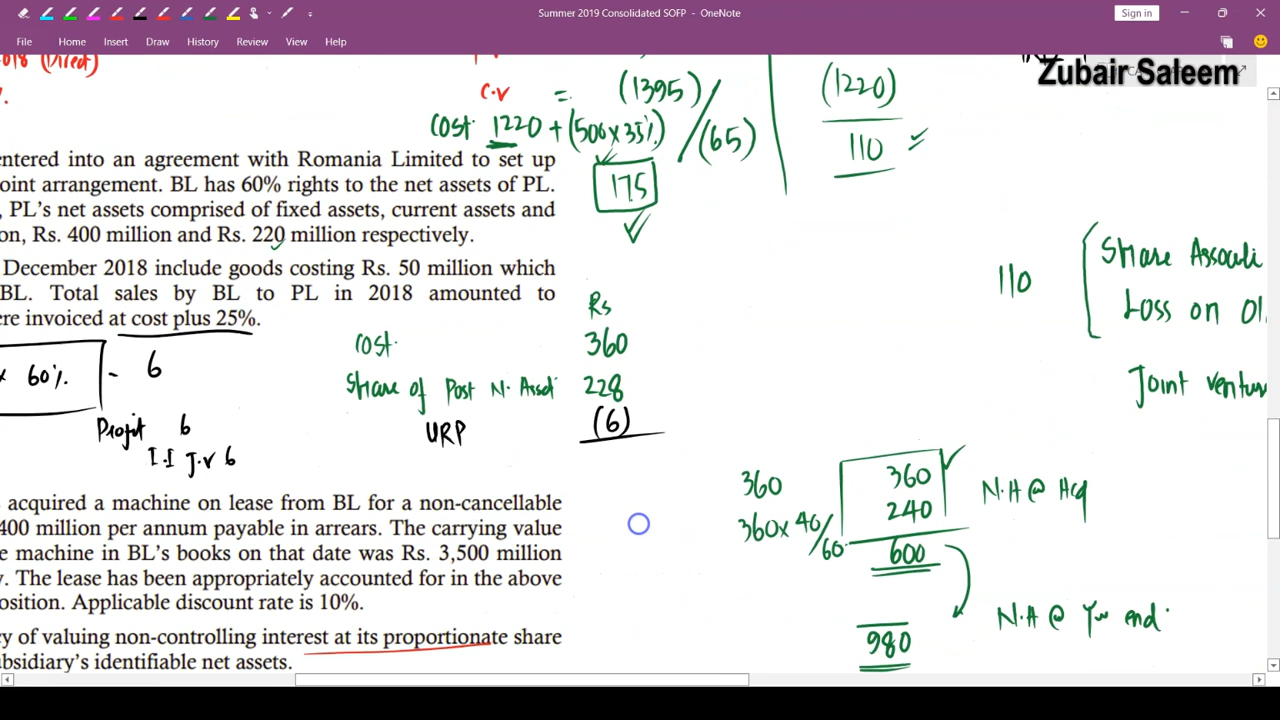 Summer 2019 Consolidated SOFP - OneNote
Sign in
File Home Insert Draw History Review View Help
2018 (Direct)
Zubair Saleem
C.V = (1395)
Cost 1220 + (500 x 35%) / (65)
175
(1220)
110
entered into an agreement with Romania Limited to set up
joint arrangement. BL has 60% rights to the net assets of PL.
, PL's net assets comprised of fixed assets, current assets and
on, Rs. 400 million and Rs. 220 million respectively.
December 2018 include goods costing Rs. 50 million which
BL. Total sales by BL to PL in 2018 amounted to
ere invoiced at cost plus 25%.
110
Share Associ
Loss on
Joint ventur
Rs
Cost 360
Share of Post N. Asset 228
URP (6)
x 60% - 6
Profit 6
I.I J.V 6
360 360
360 x 40/60 240
600
N.A @ Acq
980
N.A @ Year end
s acquired a machine on lease from BL for a non-cancellable
400 million per annum payable in arrears. The carrying value
e machine in BL's books on that date was Rs. 3,500 million
y. The lease has been appropriately accounted for in the above
position. Applicable discount rate is 10%.
cy of valuing non-controlling interest at its proportionate share
ubsidiary's identifiable net assets.